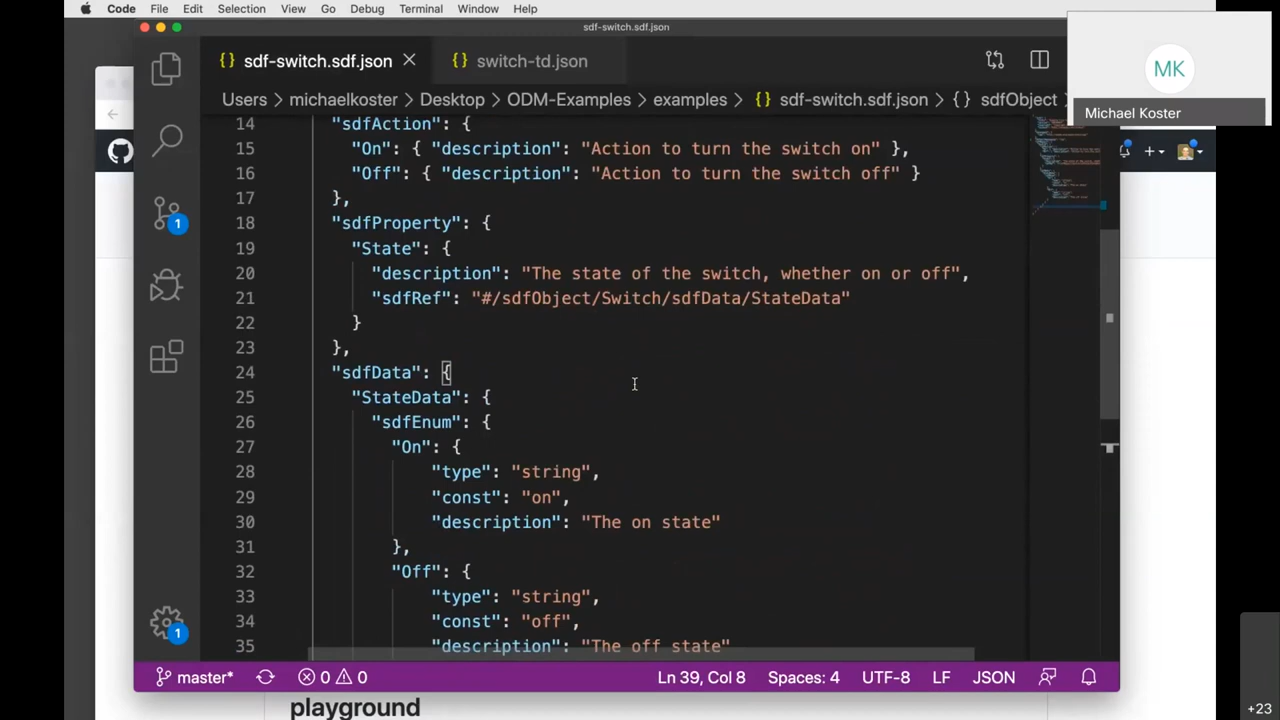 Code File Edit Selection View Go Debug Terminal Window Help
sdf-switch.sdf.json
{} sdf-switch.sdf.json × {} switch-td.json
MK
Michael Koster
Users > michaelkoster > Desktop > ODM-Examples > examples > {} sdf-switch.sdf.json > {} sdfObject >
14 "sdfAction": {
15 "On": { "description": "Action to turn the switch on" },
16 "Off": { "description": "Action to turn the switch off" }
17 },
18 "sdfProperty": {
19 "State": {
20 "description": "The state of the switch, whether on or off",
21 "sdfRef": "#/sdfObject/Switch/sdfData/StateData"
22 }
23 },
24 "sdfData": {
25 "StateData": {
26 "sdfEnum": {
27 "On": {
28 "type": "string",
29 "const": "on",
30 "description": "The on state"
31 },
32 "Off": {
33 "type": "string",
34 "const": "off",
35 "description": "The off state"
1
1
master* 0 0 Ln 39, Col 8 Spaces: 4 UTF-8 LF JSON
playground
+23